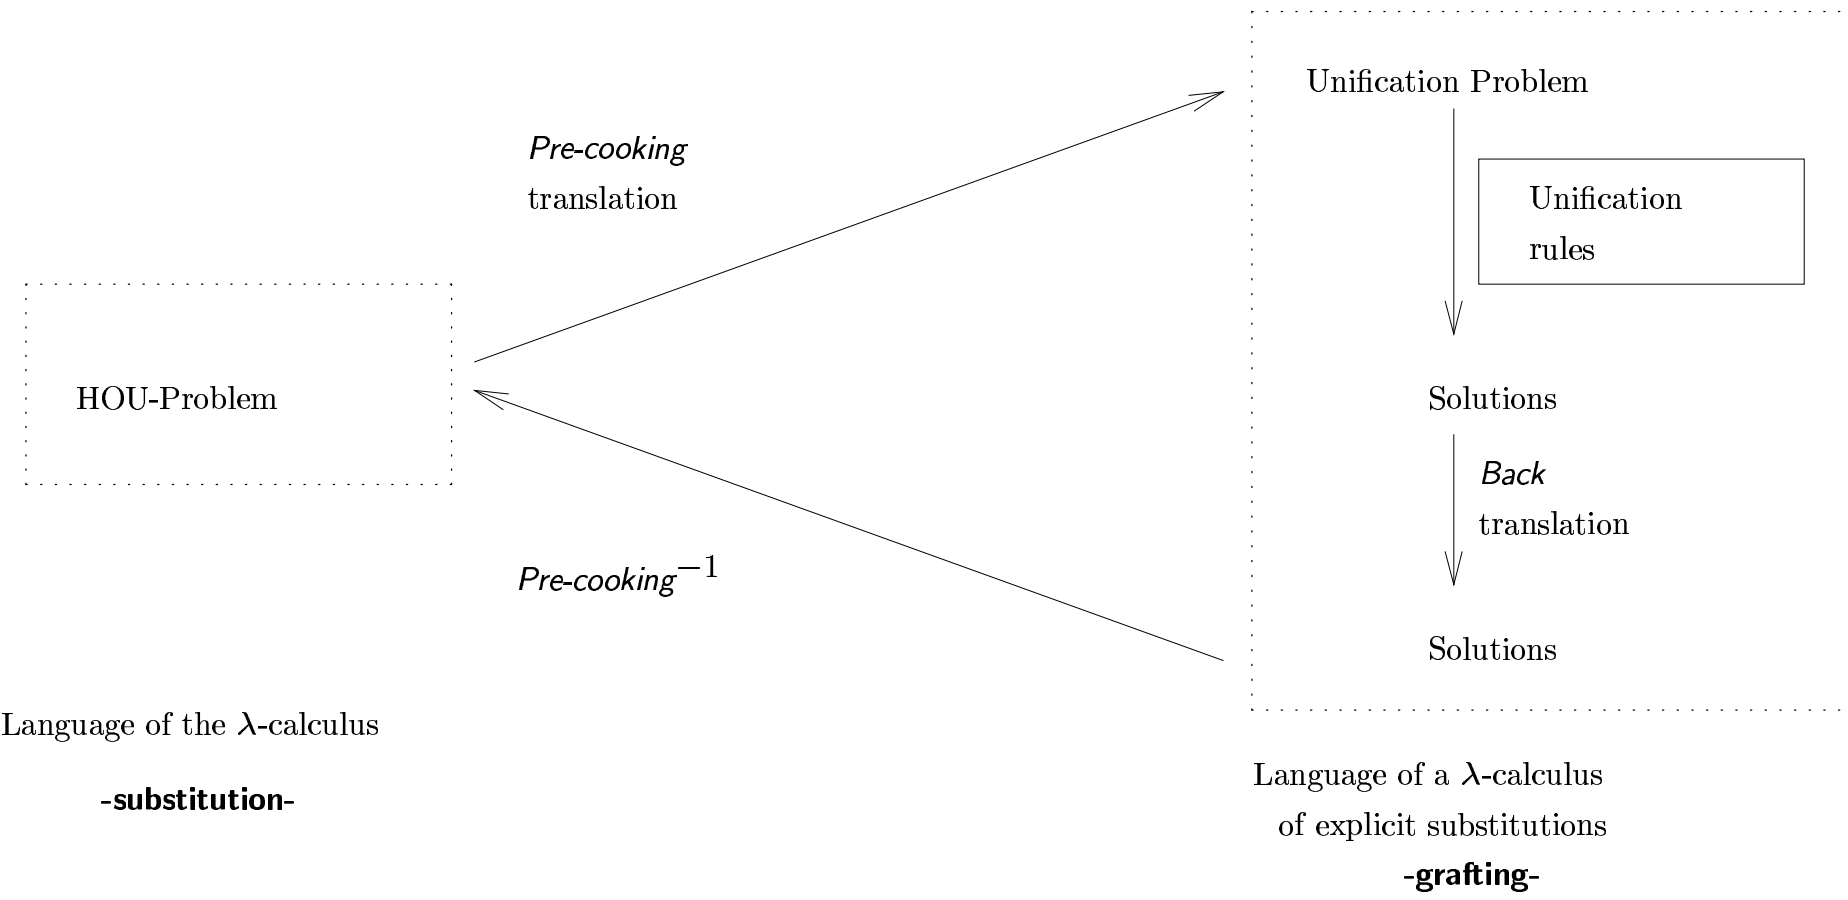 Unification Problem
Pre-cooking
translation
Unification
rules
HOU-Problem
Solutions
Back
translation
Pre-cooking⁻¹
Solutions
Language of the λ-calculus
-substitution-
Language of a λ-calculus
of explicit substitutions
-grafting-